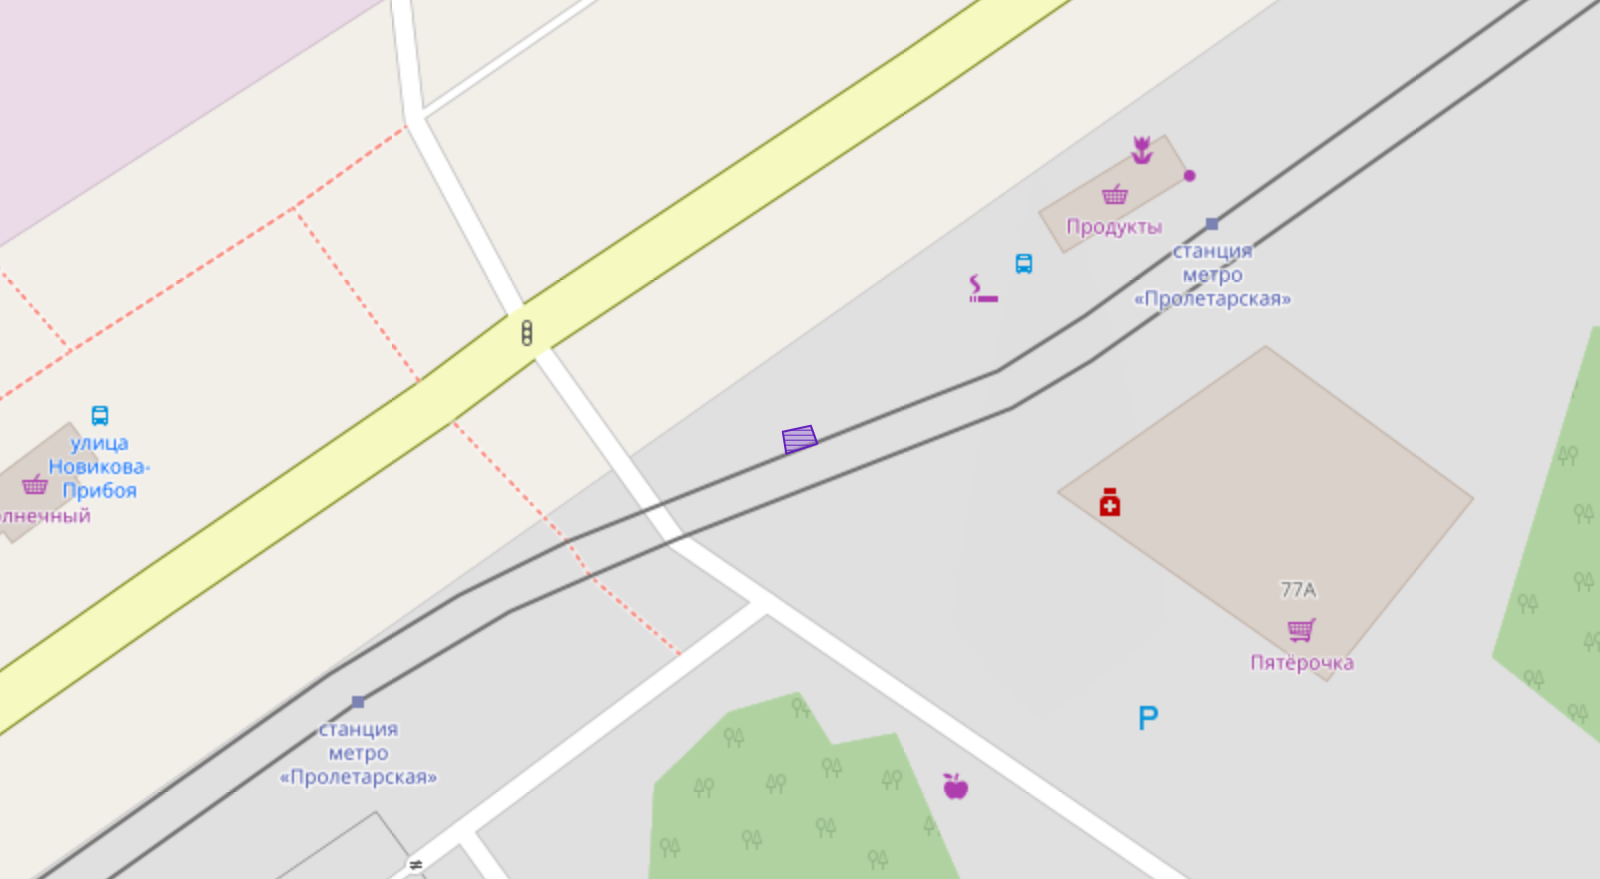 Продукты
станция
метро
«Пролетарская»
улица
Новикова-
Прибоя
лнечный
77А
Пятёрочка
P
станция
метро
«Пролетарская»